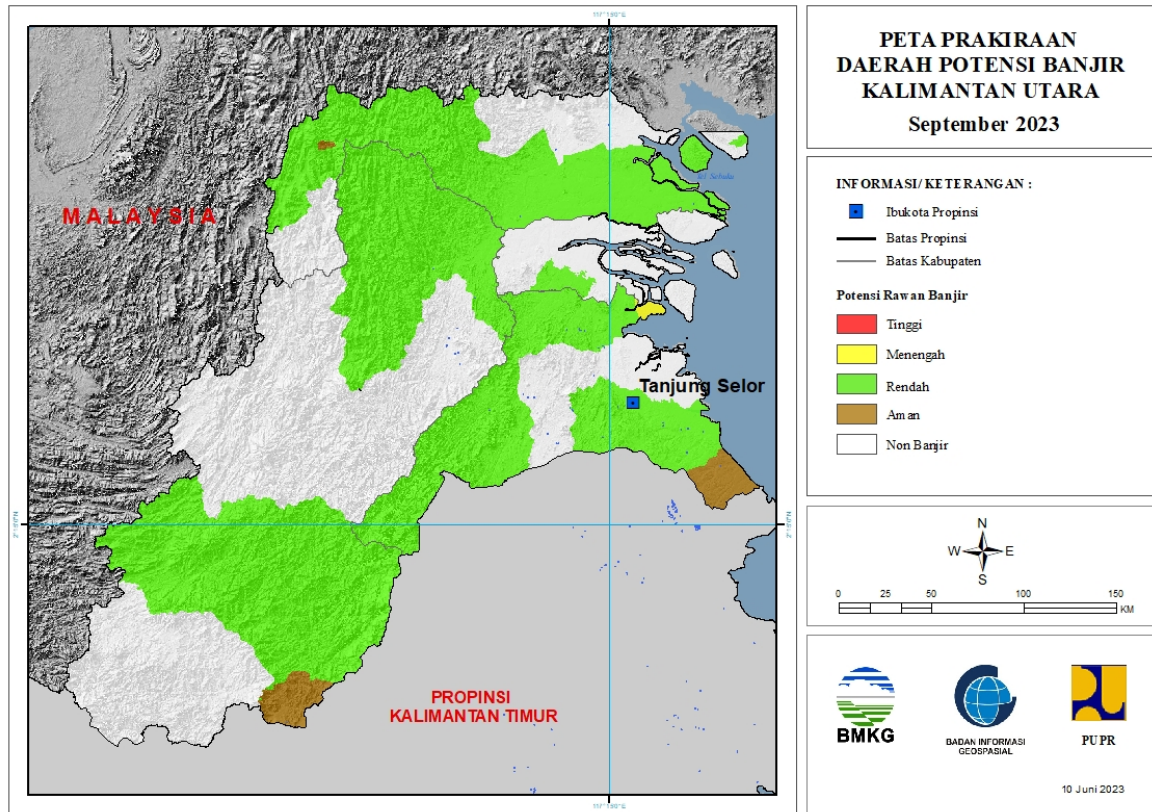 PETA PRAKIRAAN
DAERAH POTENSI BANJIR
KALIMANTAN UTARA
September 2023
INFORMASI/ KETERANGAN :
Ibukota Propinsi
Batas Propinsi
Batas Kabupaten
Potensi Rawan Banjir
Tinggi
Menengah
Rendah
Aman
Non Banjir
N
W E
S
0 25 50 100 150
KM
BMKG
BADAN INFORMASI
GEOSPASIAL
PUPR
10 Juni 2023
MALAYSIA
Tanjung Selor
PROPINSI
KALIMANTAN TIMUR